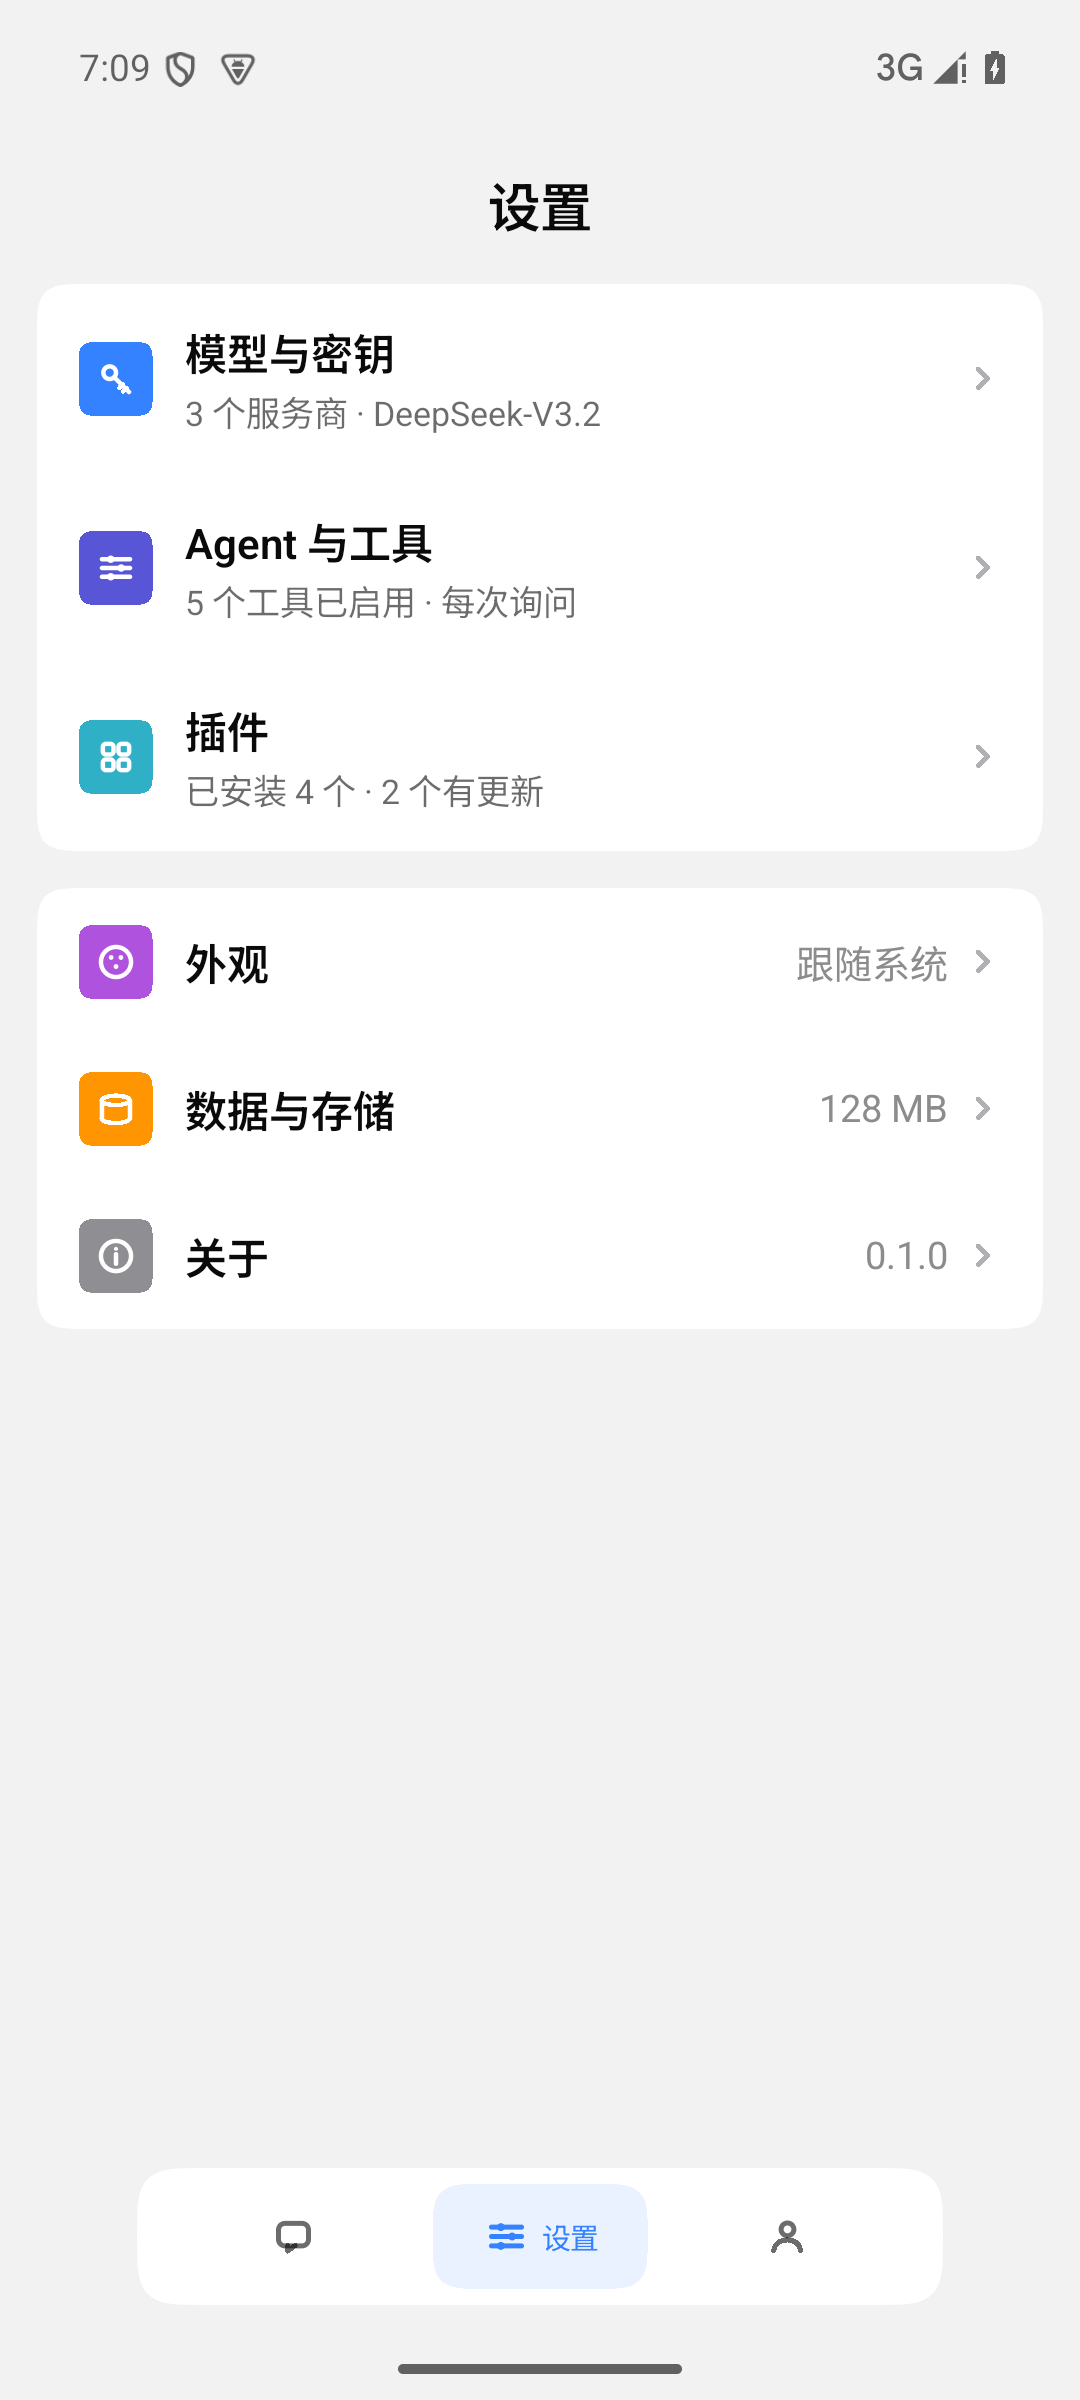 7:09
3G
设置
模型与密钥
3 个服务商 · DeepSeek-V3.2
Agent 与工具
5 个工具已启用 · 每次询问
插件
已安装 4 个 · 2 个有更新
外观
跟随系统
数据与存储
128 MB
关于
0.1.0
设置